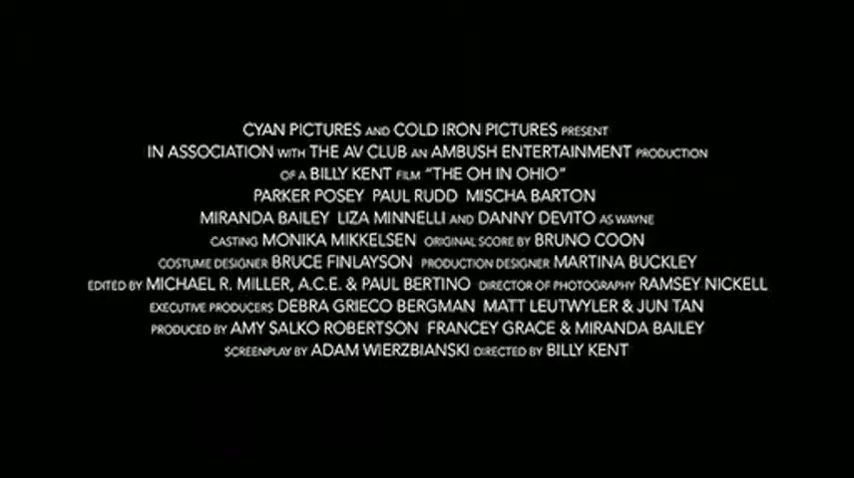 CYAN PICTURES AND COLD IRON PICTURES PRESENT
IN ASSOCIATION WITH THE AV CLUB AN AMBUSH ENTERTAINMENT PRODUCTION
OF A BILLY KENT FILM “THE OH IN OHIO”
PARKER POSEY PAUL RUDD MISCHA BARTON
MIRANDA BAILEY LIZA MINNELLI AND DANNY DEVITO AS WAYNE
CASTING MONIKA MIKKELSEN ORIGINAL SCORE BY BRUNO COON
COSTUME DESIGNER BRUCE FINLAYSON PRODUCTION DESIGNER MARTINA BUCKLEY
EDITED BY MICHAEL R. MILLER, A.C.E. & PAUL BERTINO DIRECTOR OF PHOTOGRAPHY RAMSEY NICKELL
EXECUTIVE PRODUCERS DEBRA GRIECO BERGMAN MATT LEUTWYLER & JUN TAN
PRODUCED BY AMY SALKO ROBERTSON FRANCEY GRACE & MIRANDA BAILEY
SCREENPLAY BY ADAM WIERZBIANSKI DIRECTED BY BILLY KENT